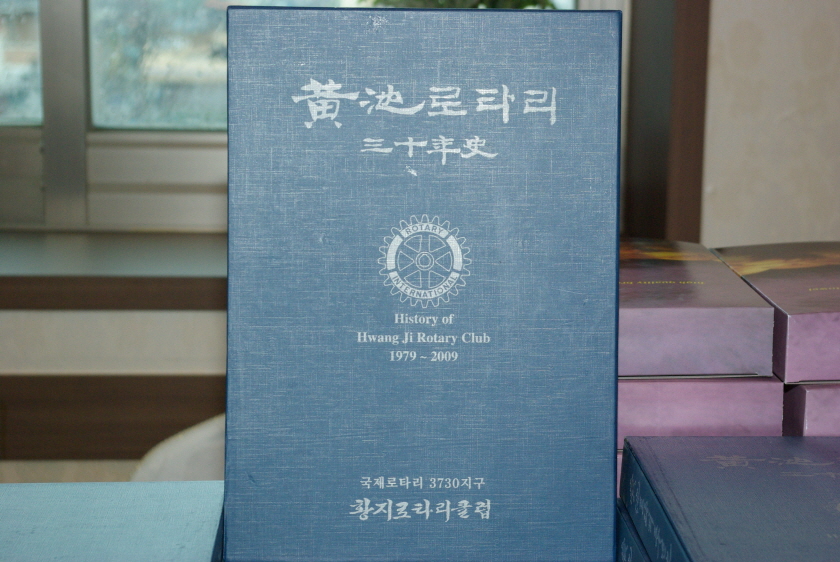 黃池로타리
三十年史
ROTARY
INTERNATIONAL
History of
Hwang Ji Rotary Club
1979 ~ 2009
국제로타리 3730지구
황지로타리클럽